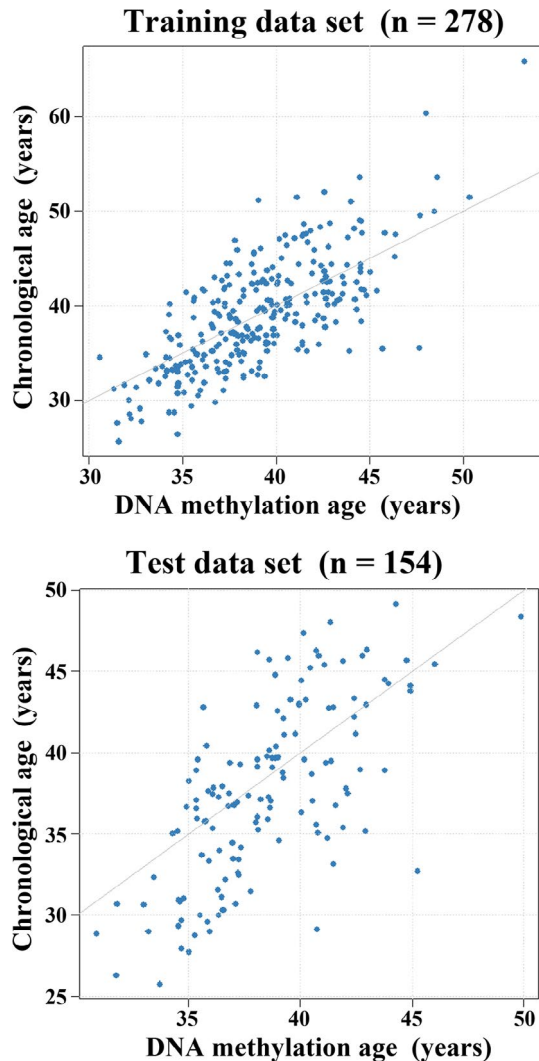 Training data set (n = 278)
Chronological age (years)
60
50
40
30
30 35 40 45 50
DNA methylation age (years)
Test data set (n = 154)
Chronological age (years)
50
45
40
35
30
25
35 40 45 50
DNA methylation age (years)